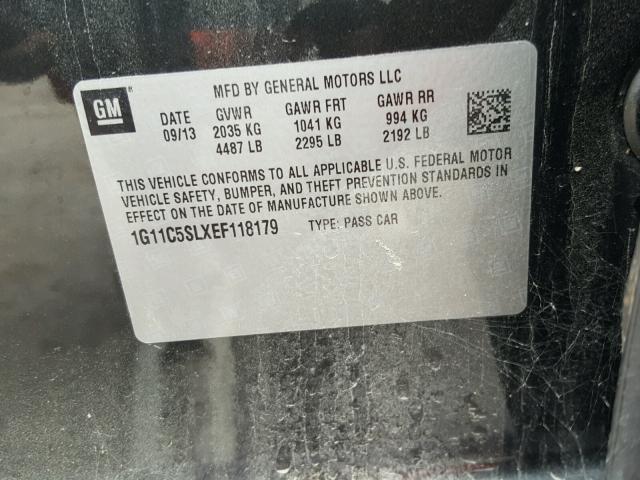 GM ®
MFD BY GENERAL MOTORS LLC
DATE GVWR GAWR FRT GAWR RR
09/13 2035 KG 1041 KG 994 KG
4487 LB 2295 LB 2192 LB
THIS VEHICLE CONFORMS TO ALL APPLICABLE U.S. FEDERAL MOTOR
VEHICLE SAFETY, BUMPER, AND THEFT PREVENTION STANDARDS IN
EFFECT ON THE DATE OF MANUFACTURE SHOWN ABOVE.
1G11C5SLXEF118179 TYPE: PASS CAR